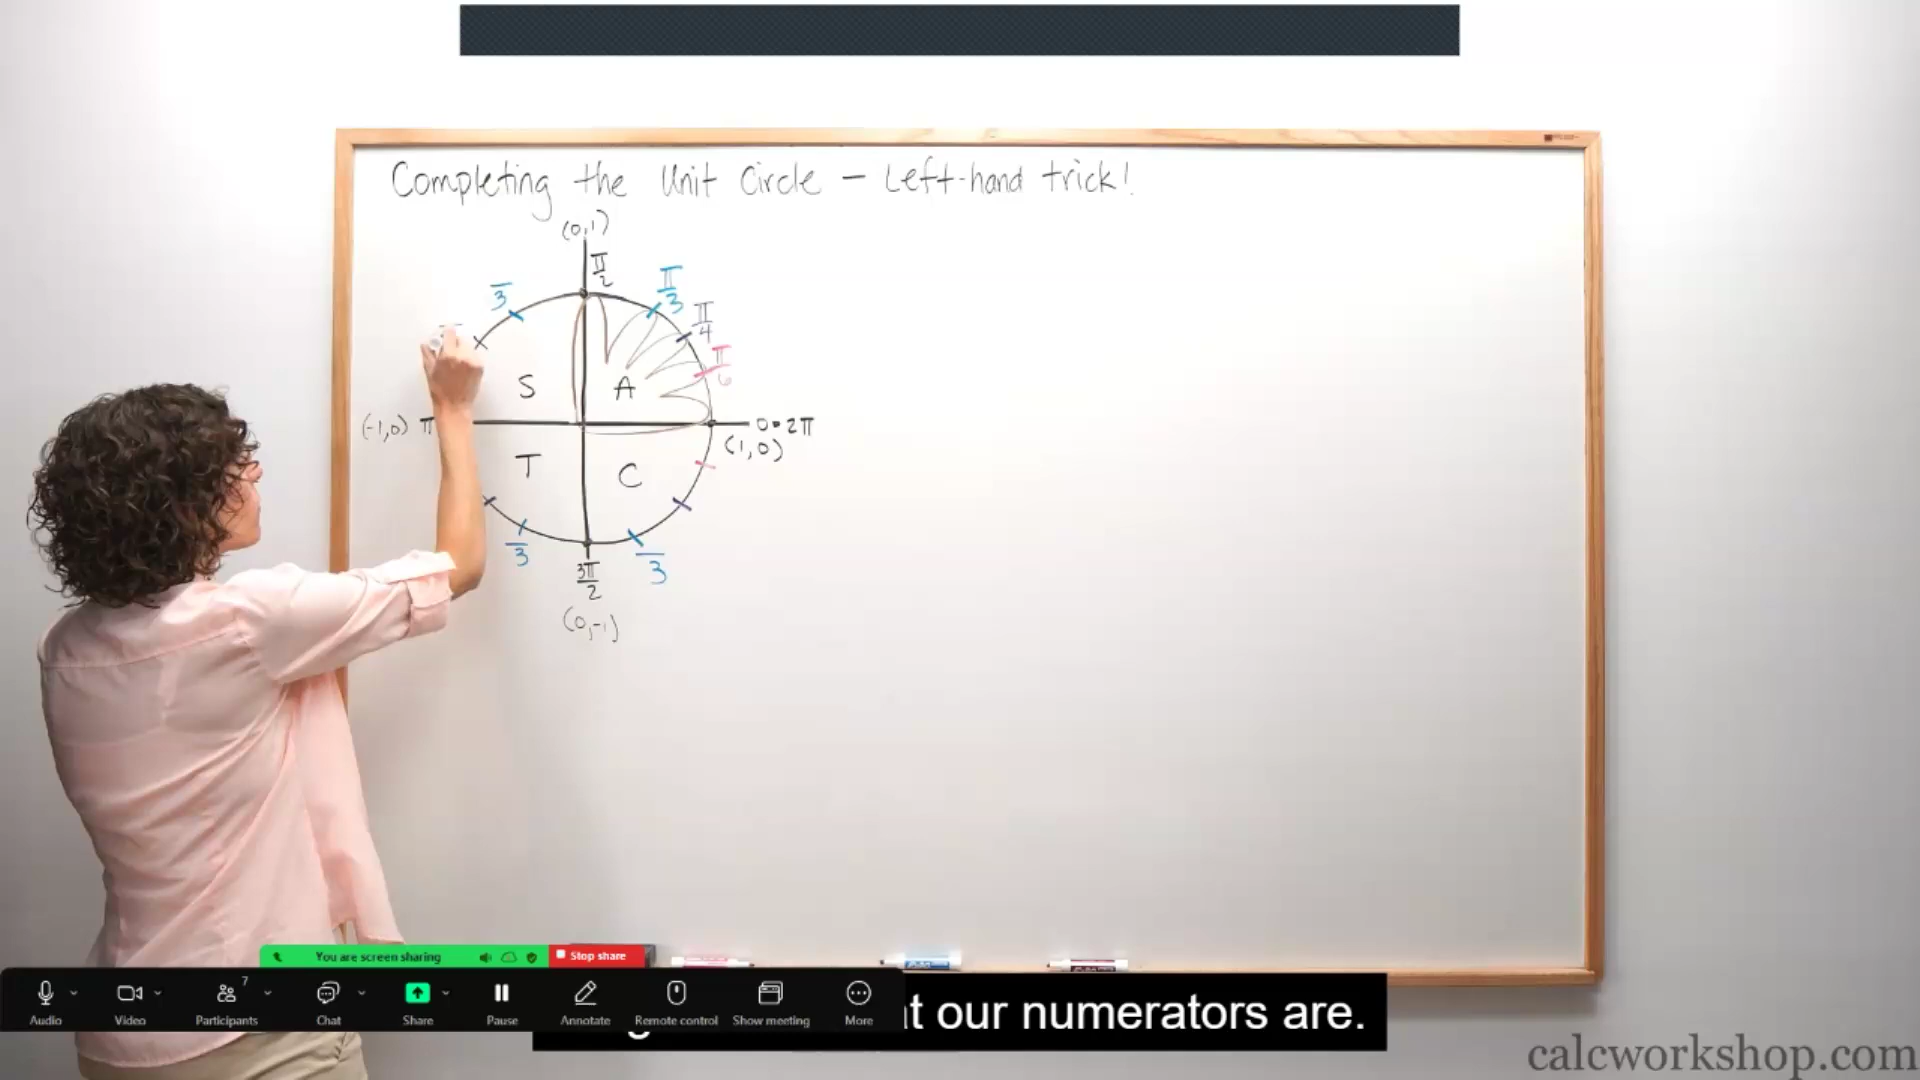 Completing the Unit Circle – Left-hand trick!
(0,1)
π/2
π/3
π/4
π/6
/3
S
A
(-1,0) π
0•2π
(1,0)
T
C
/3
/3
3π/2
(0,-1)
You are screen sharing
Stop share
7
Audio
Video
Participants
Chat
Share
Pause
Annotate
Remote control
Show meeting
More
our numerators are.
calcworkshop.com